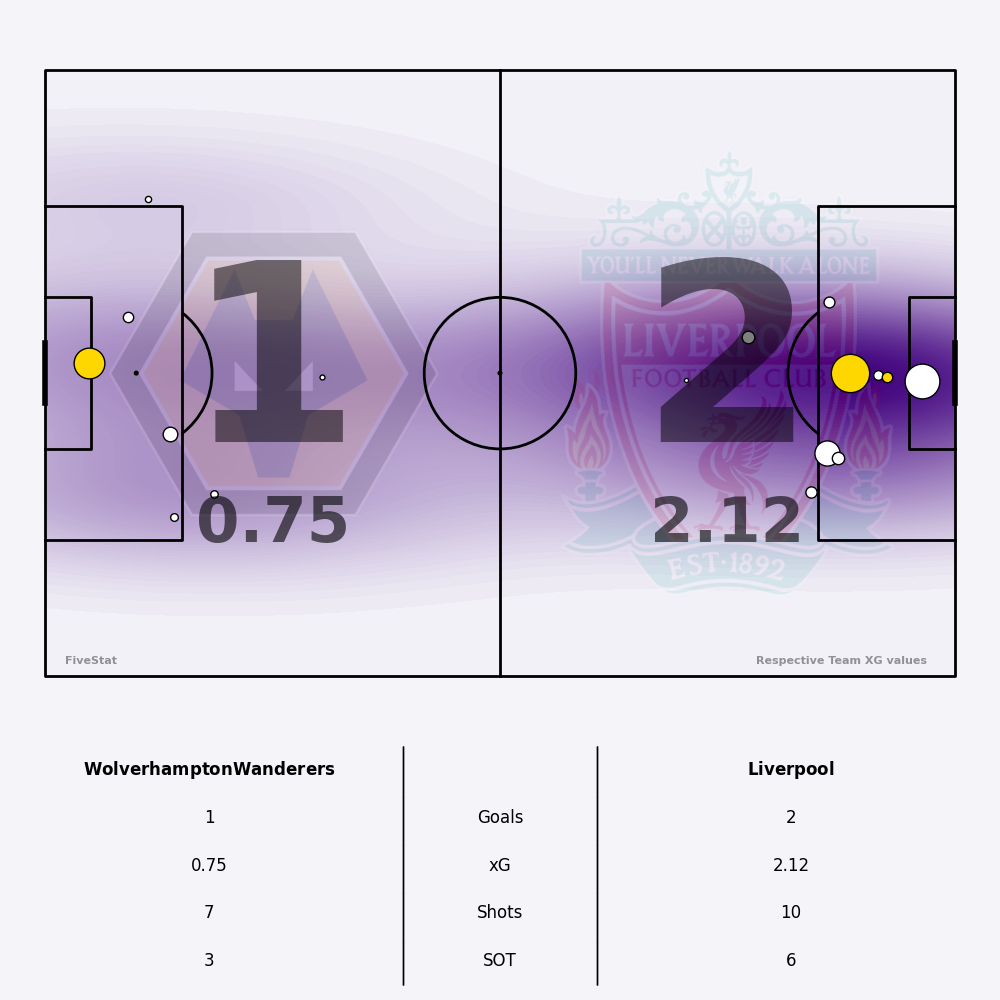 YOU'LL NEVER WALK ALONE
LIVERPOOL
FOOTBALL CLUB
EST·1892
1
2
0.75
2.12
FiveStat
Respective Team XG values
WolverhamptonWanderers
Liverpool
1
Goals
2
0.75
xG
2.12
7
Shots
10
3
SOT
6